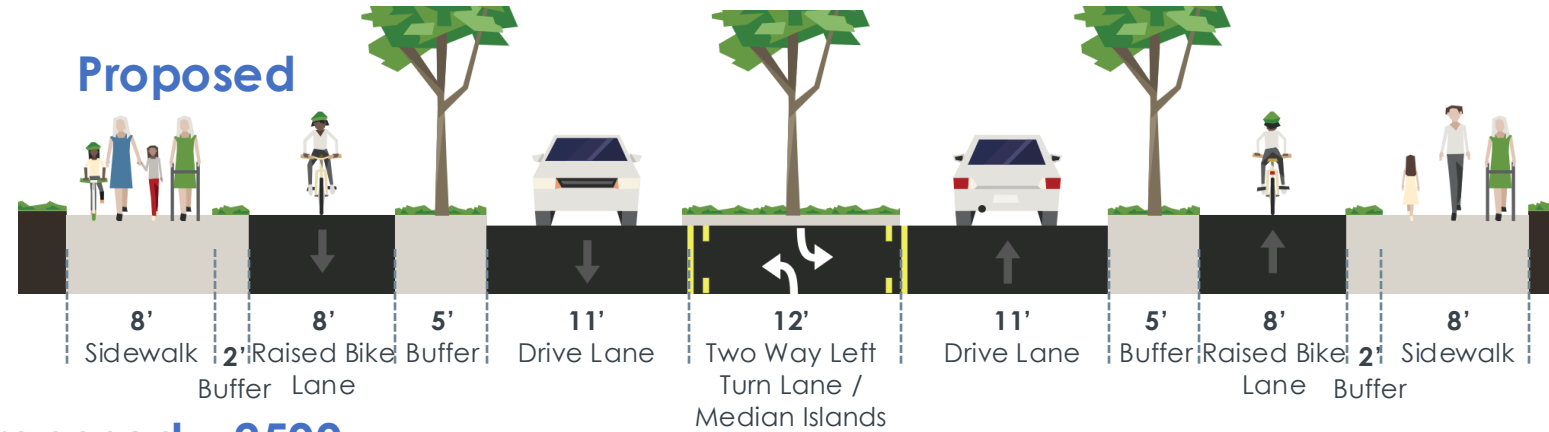 Proposed
8’ 8’ 5’ 11’ 12’ 11’ 5’ 8’ 8’
Sidewalk 2’ Raised Bike Buffer Drive Lane Two Way Left Drive Lane Buffer Raised Bike 2’ Sidewalk
Buffer Lane Turn Lane / Lane Buffer
Median Islands